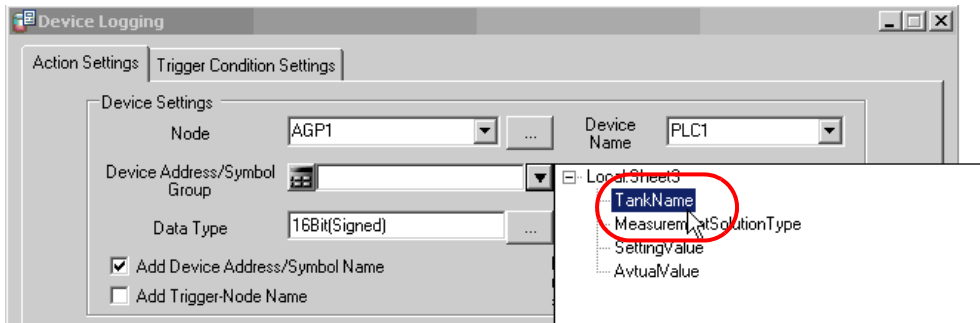 Device Logging
Action Settings Trigger Condition Settings
Device Settings
Node AGP1 ... Device Name PLC1
Device Address/Symbol Group
Local:Sheet3
TankName
Data Type 16Bit(Signed) ...
MeasurementSolutionType
SettingValue
Add Device Address/Symbol Name
AvtualValue
Add Trigger-Node Name